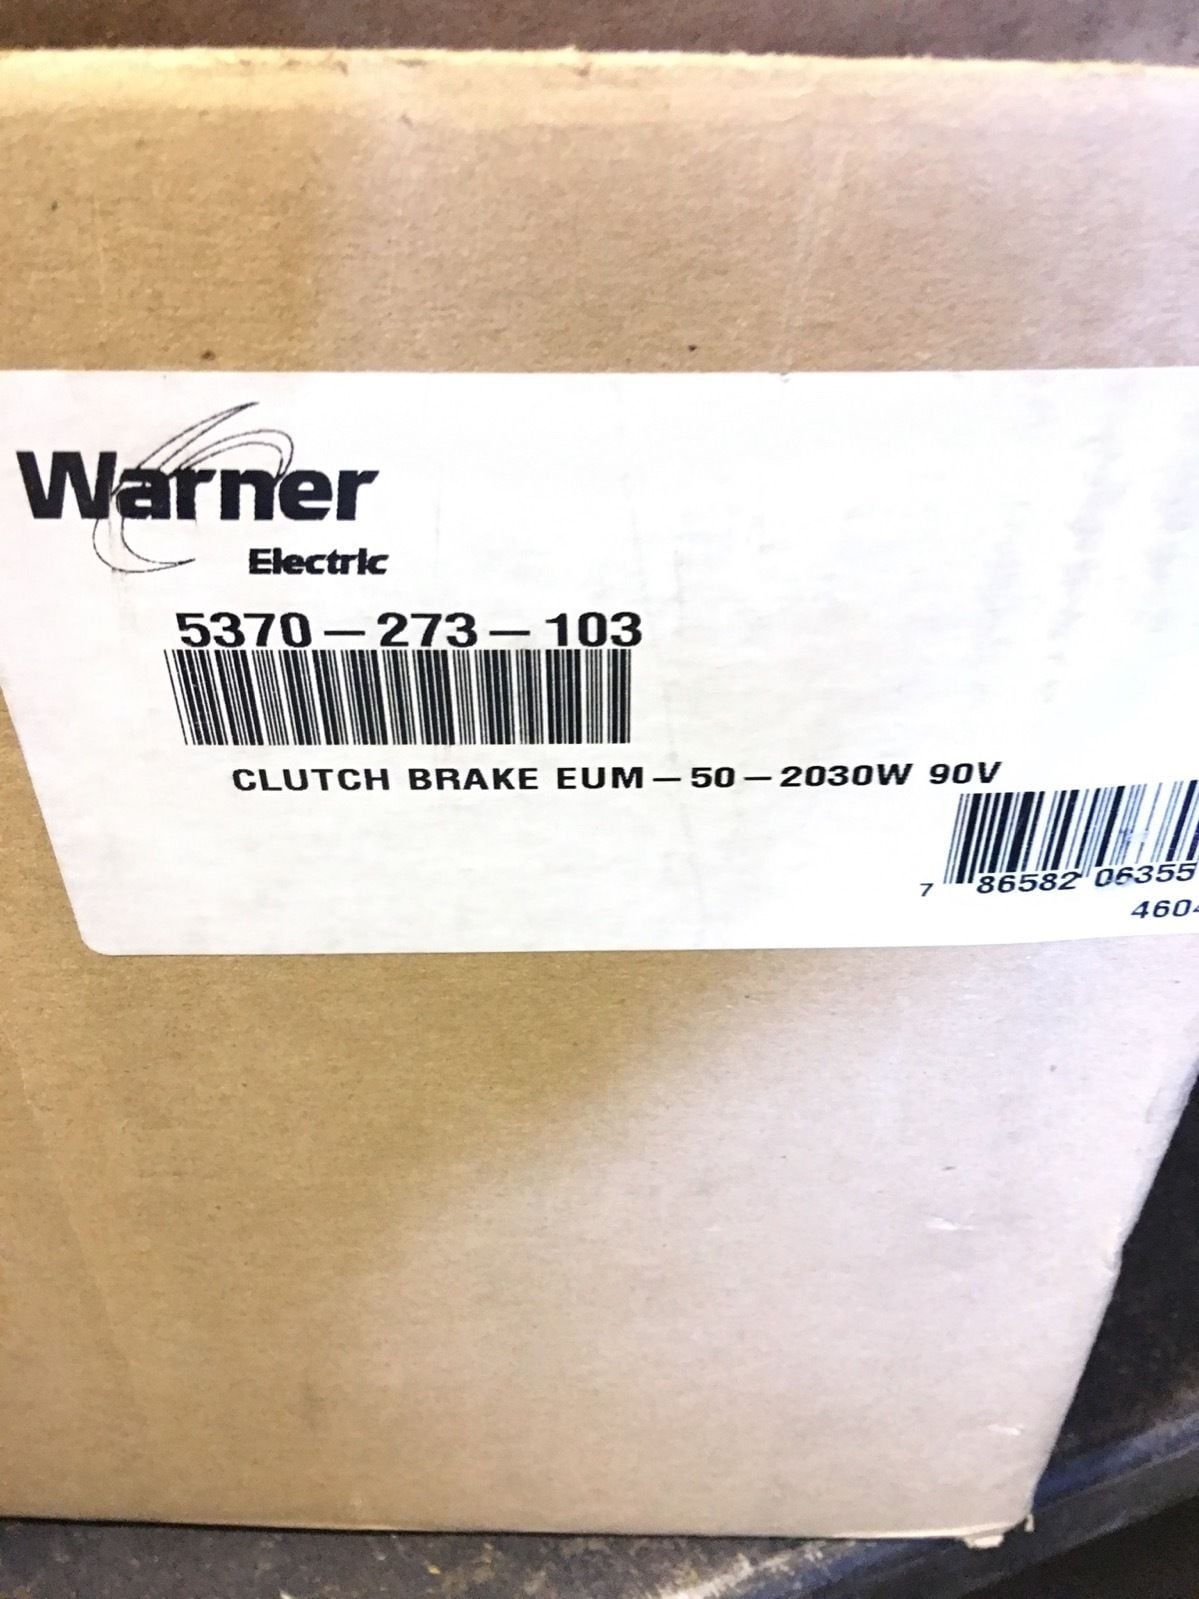 Warner
Electric
5370-273-103
CLUTCH BRAKE EUM-50-2030W 90V
7 86582 06355
460